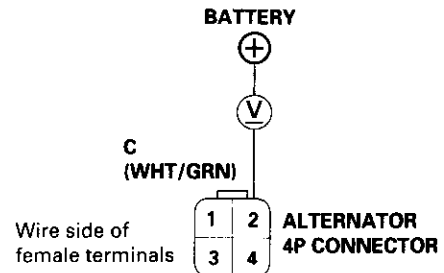 BATTERY
+
V
C
(WHT/GRN)
1 2
3 4
ALTERNATOR
4P CONNECTOR
Wire side of
female terminals